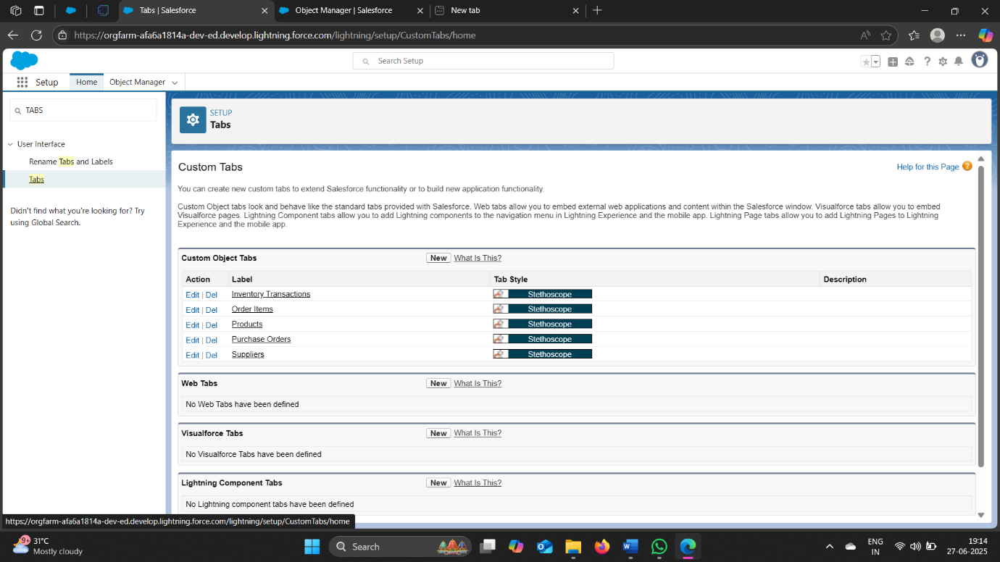 Tabs | Salesforce
Object Manager | Salesforce
New tab
https://orgfarm-afa6a1814a-dev-ed.develop.lightning.force.com/lightning/setup/CustomTabs/home
Search Setup
Setup
Home
Object Manager
TABS
User Interface
Rename Tabs and Labels
Tabs
Didn't find what you're looking for? Try
using Global Search.
SETUP
Tabs
Custom Tabs
Help for this Page
You can create new custom tabs to extend Salesforce functionality or to build new application functionality.
Custom Object tabs look and behave like the standard tabs provided with Salesforce. Web tabs allow you to embed external web applications and content within the Salesforce window. Visualforce tabs allow you to embed
Visualforce pages. Lightning Component tabs allow you to add Lightning components to the navigation menu in Lightning Experience and the mobile app. Lightning Page tabs allow you to add Lightning Pages to Lightning
Experience and the mobile app.
Custom Object Tabs New What Is This?
Action Label Tab Style Description
Edit | Del Inventory Transactions Stethoscope
Edit | Del Order Items Stethoscope
Edit | Del Products Stethoscope
Edit | Del Purchase Orders Stethoscope
Edit | Del Suppliers Stethoscope
Web Tabs New What Is This?
No Web Tabs have been defined
Visualforce Tabs New What Is This?
No Visualforce Tabs have been defined
Lightning Component Tabs New What Is This?
No Lightning component tabs have been defined
https://orgfarm-afa6a1814a-dev-ed.develop.lightning.force.com/lightning/setup/CustomTabs/home
9+
31°C
Mostly cloudy
Search
ENG
IN
19:14
27-06-2025